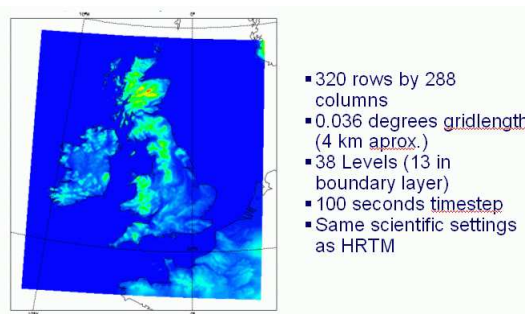 ▪320 rows by 288
columns
▪0.036 degrees gridlength
(4 km aprox.)
▪38 Levels (13 in
boundary layer)
▪100 seconds timestep
▪Same scientific settings
as HRTM